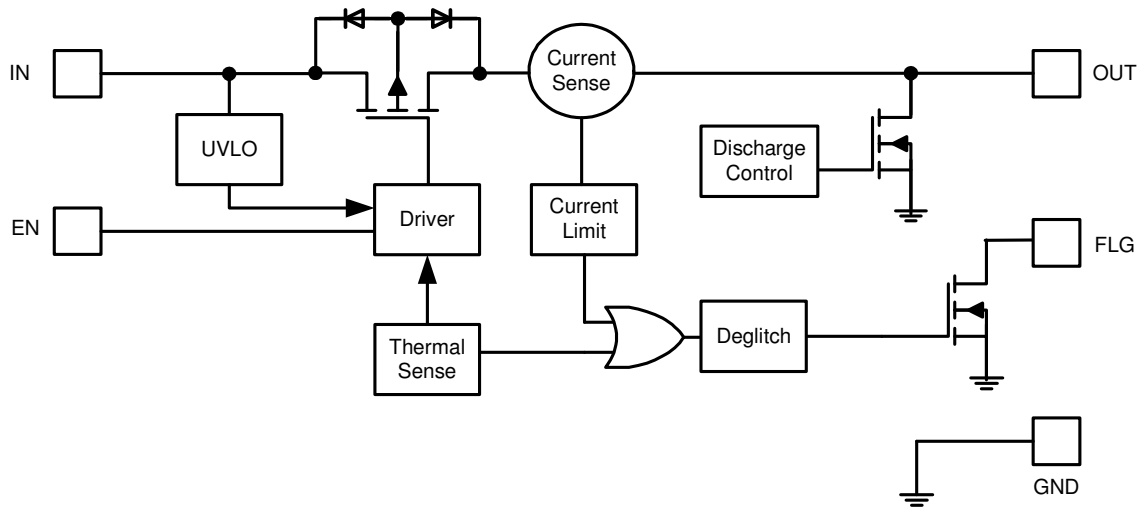 IN
Current
Sense
OUT
UVLO
Discharge
Control
EN
Driver
Current
Limit
FLG
Thermal
Sense
Deglitch
GND